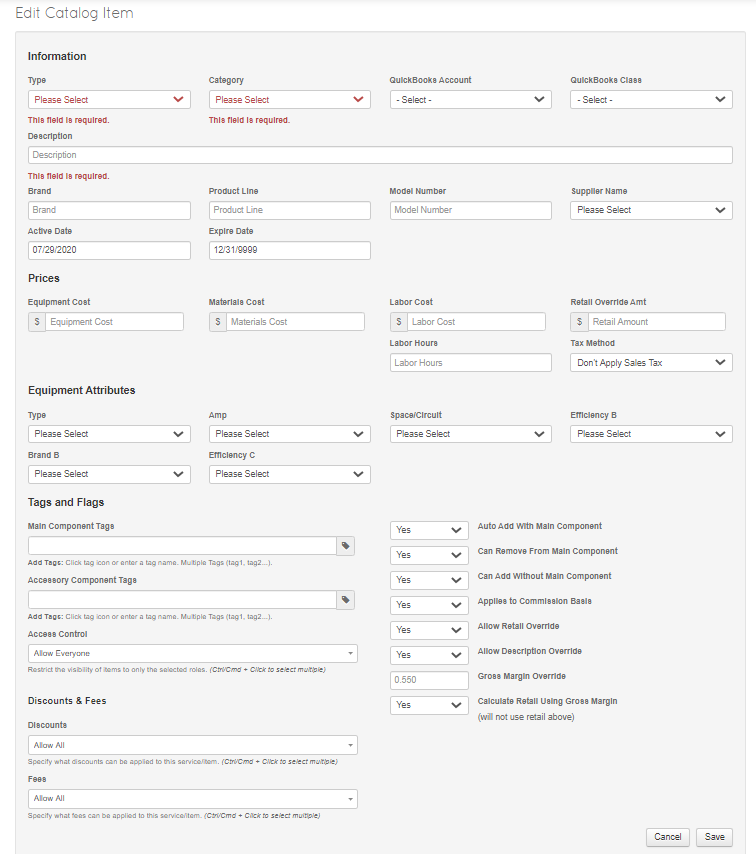 Edit Catalog Item
Information
Type Category QuickBooks Account QuickBooks Class
Please Select Please Select - Select - - Select -
This field is required. This field is required.
Description
Description
This field is required.
Brand Product Line Model Number Supplier Name
Brand Product Line Model Number Please Select
Active Date Expire Date
07/29/2020 12/31/9999
Prices
Equipment Cost Materials Cost Labor Cost Retail Override Amt
$ Equipment Cost $ Materials Cost $ Labor Cost $ Retail Amount
Labor Hours Tax Method
Labor Hours Don't Apply Sales Tax
Equipment Attributes
Type Amp Space/Circuit Efficiency B
Please Select Please Select Please Select Please Select
Brand B Efficiency C
Please Select Please Select
Tags and Flags
Main Component Tags
Add Tags: Click tag icon or enter a tag name. Multiple Tags (tag1, tag2...).
Accessory Component Tags
Add Tags: Click tag icon or enter a tag name. Multiple Tags (tag1, tag2...).
Access Control
Allow Everyone
Restrict the visibility of items to only the selected roles. (Ctrl/Cmd + Click to select multiple)
Yes Auto Add With Main Component
Yes Can Remove From Main Component
Yes Can Add Without Main Component
Yes Applies to Commission Basis
Yes Allow Retail Override
Yes Allow Description Override
0.550 Gross Margin Override
Yes Calculate Retail Using Gross Margin
(will not use retail above)
Discounts & Fees
Discounts
Allow All
Specify what discounts can be applied to this service/item. (Ctrl/Cmd + Click to select multiple)
Fees
Allow All
Specify what fees can be applied to this service/item. (Ctrl/Cmd + Click to select multiple)
Cancel Save